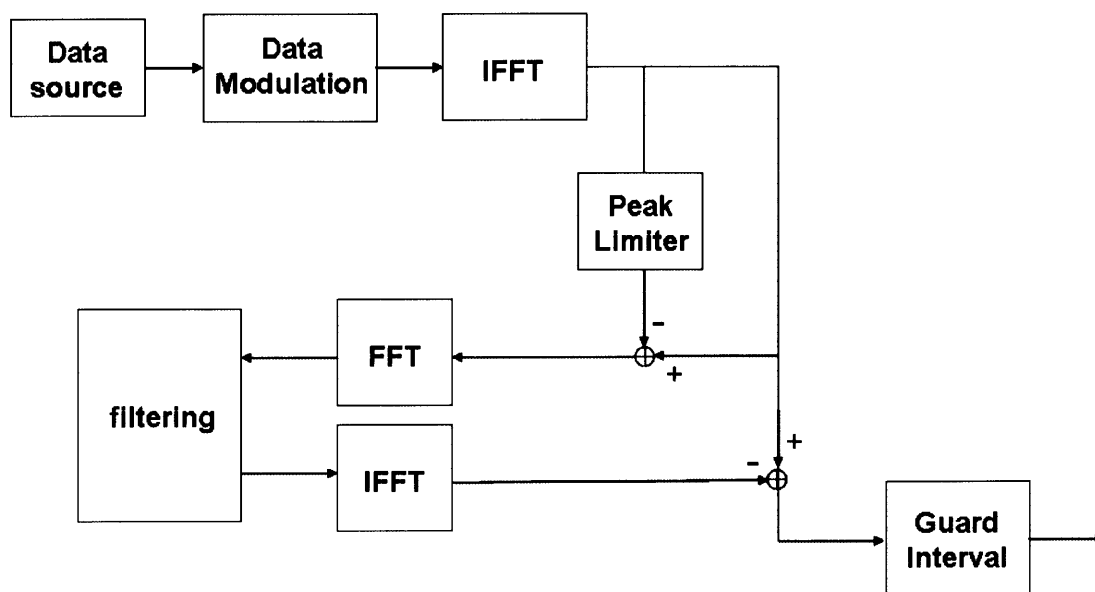 Data
source
Data
Modulation
IFFT
Peak
Limiter
-
+
FFT
filtering
IFFT
+
-
Guard
Interval